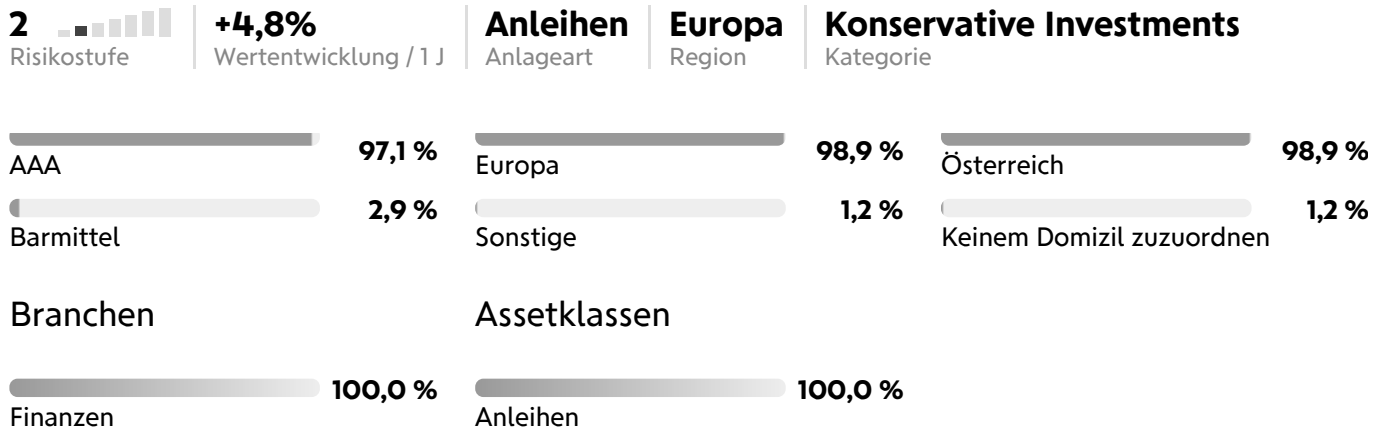 2 +4,8% Anleihen Europa Konservative Investments
Risikostufe Wertentwicklung / 1 J Anlageart Region Kategorie
97,1 % 98,9 % 98,9 %
AAA Europa Österreich
2,9 % 1,2 % 1,2 %
Barmittel Sonstige Keinem Domizil zuzuordnen
Branchen Assetklassen
100,0 % 100,0 %
Finanzen Anleihen